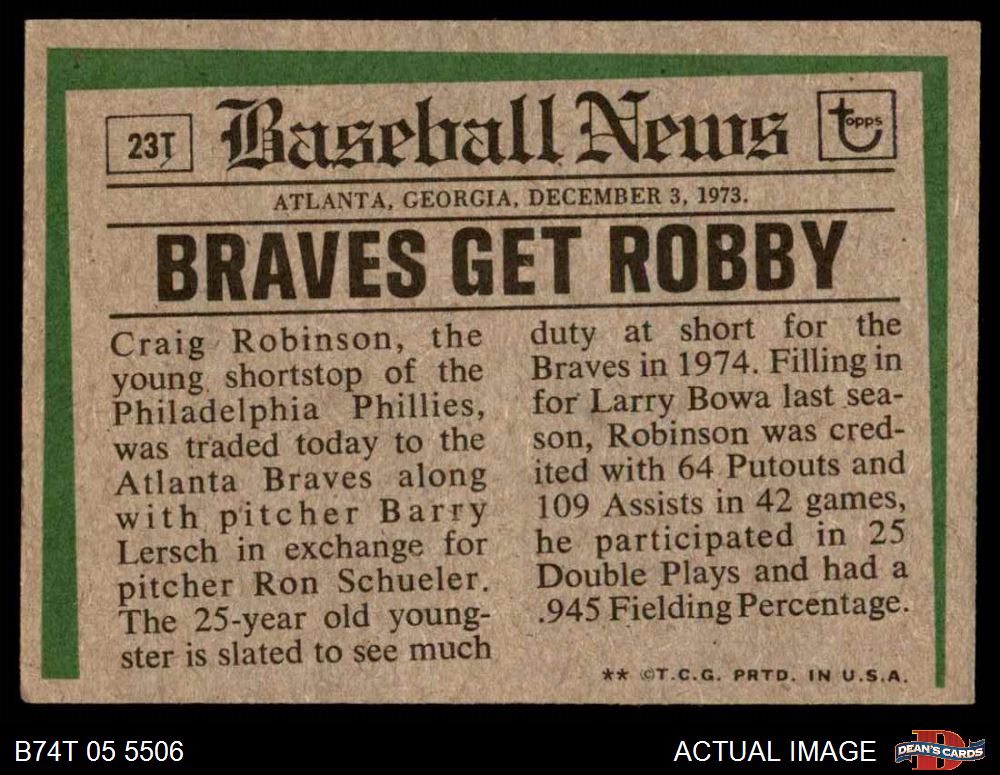 23T
Baseball News
topps
ATLANTA, GEORGIA, DECEMBER 3, 1973.
BRAVES GET ROBBY
Craig Robinson, the
young shortstop of the
Philadelphia Phillies,
was traded today to the
Atlanta Braves along
with pitcher Barry
Lersch in exchange for
pitcher Ron Schueler.
The 25-year old young-
ster is slated to see much
duty at short for the
Braves in 1974. Filling in
for Larry Bowa last sea-
son, Robinson was cred-
ited with 64 Putouts and
109 Assists in 42 games,
he participated in 25
Double Plays and had a
.945 Fielding Percentage.
** ©T.C.G. PRTD. IN U.S.A.
B74T 05 5506
ACTUAL IMAGE
DEAN'S CARDS